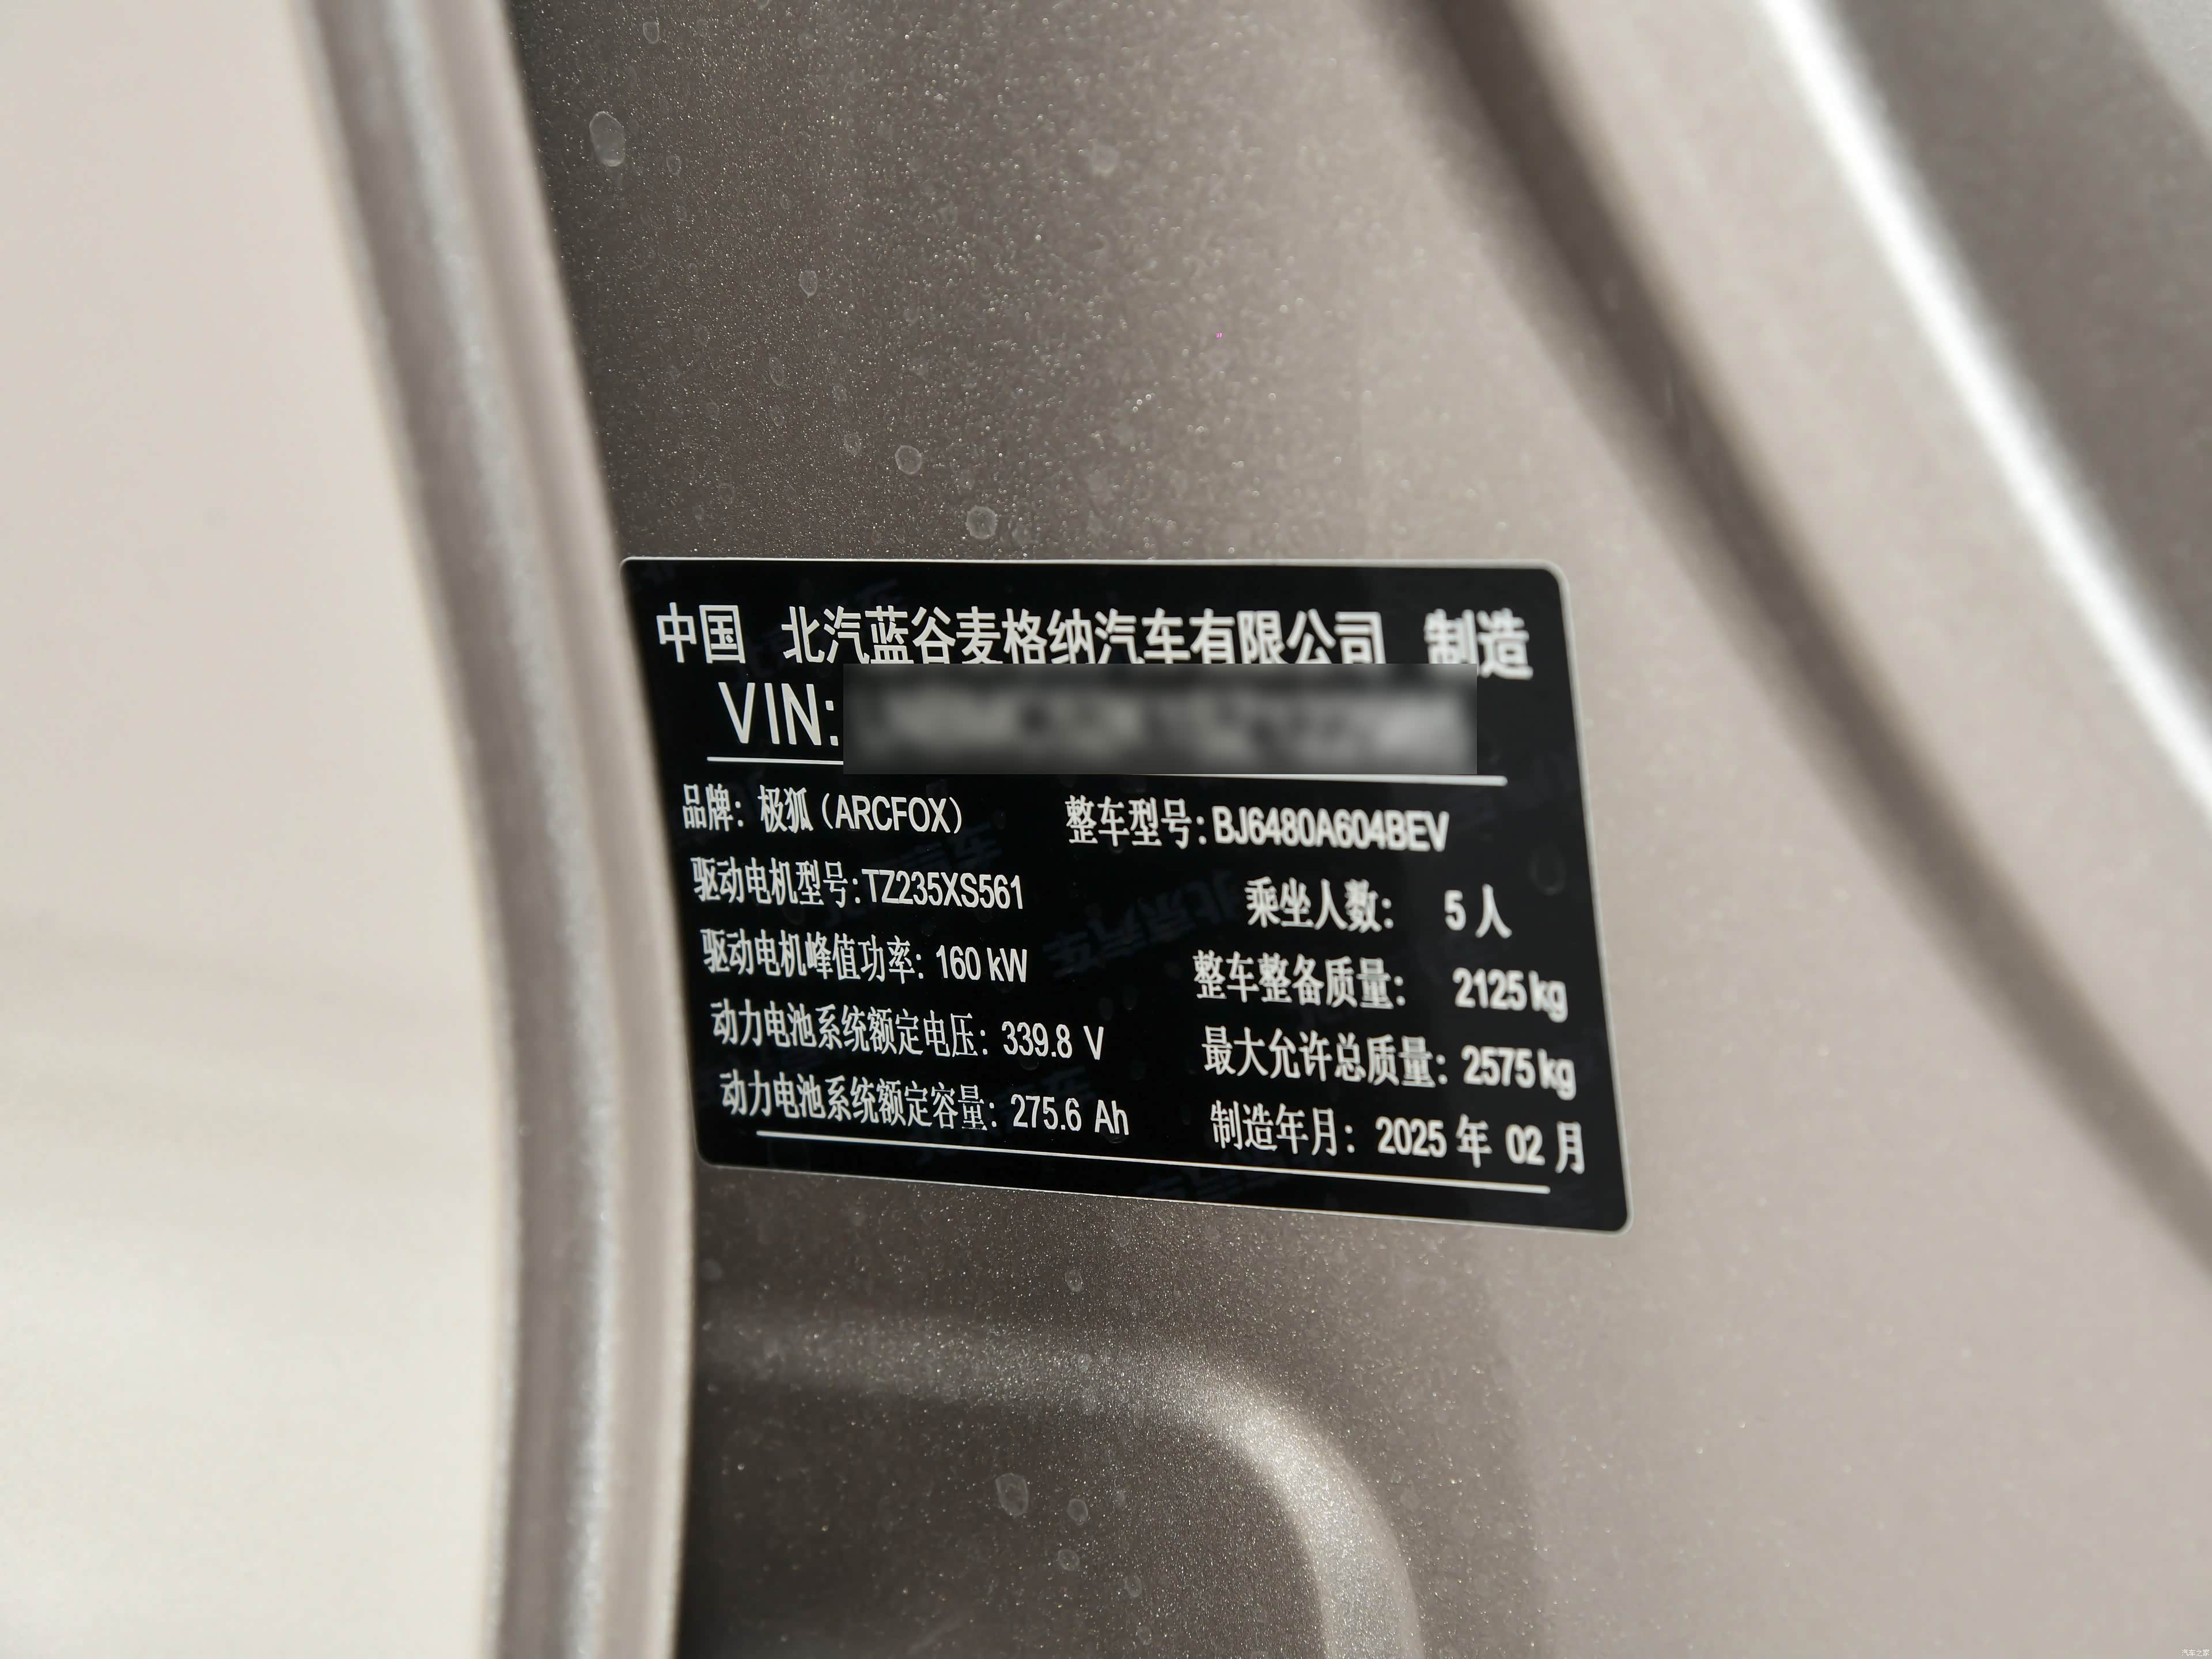 中国 北汽蓝谷麦格纳汽车有限公司 制造
VIN:
品牌：极狐（ARCFOX） 整车型号：BJ6480A604BEV
驱动电机型号：TZ235XS561 乘坐人数： 5 人
驱动电机峰值功率：160 kW 整车整备质量： 2125 kg
动力电池系统额定电压：339.8 V 最大允许总质量：2575 kg
动力电池系统额定容量：275.6 Ah 制造年月：2025 年 02 月
汽车之家